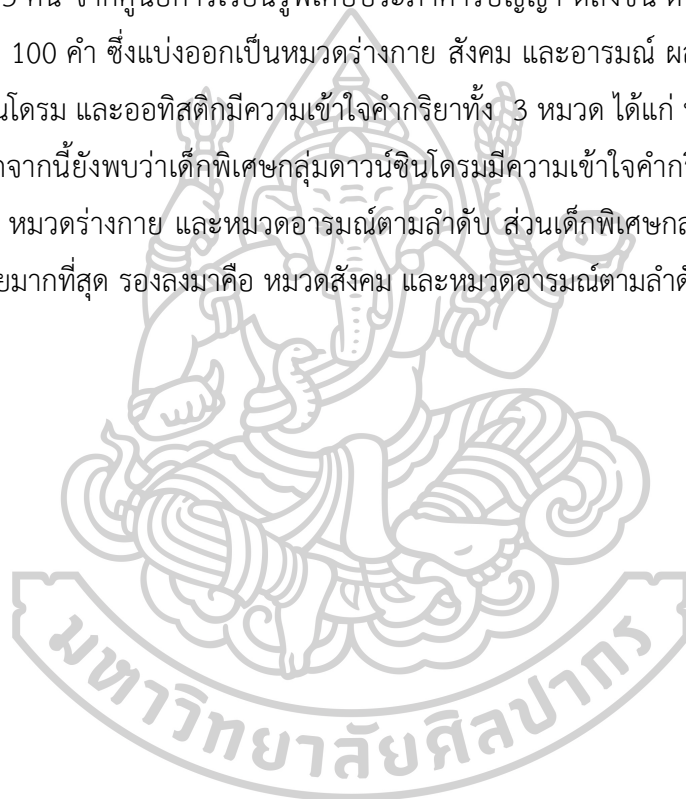 100 คำ ซึ่งแบ่งออกเป็นหมวดร่างกาย สังคม และอารมณ์
นโดรม และออทิสติกมีความเข้าใจคำกริยาทั้ง 3 หมวด ได้แก่
จากนี้ยังพบว่าเด็กพิเศษกลุ่มดาวน์ซินโดรมมีความเข้าใจคำกริ
หมวดร่างกาย และหมวดอารมณ์ตามลำดับ ส่วนเด็กพิเศษกล
ยมากที่สุด รองลงมาคือ หมวดสังคม และหมวดอารมณ์ตามลำดั
มหาวิทยาลัยศิลปากร